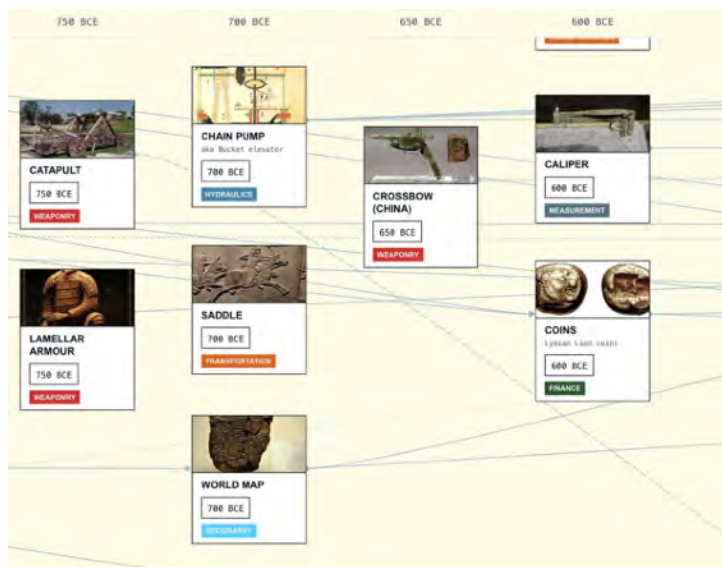 750 BCE
700 BCE
650 BCE
600 BCE
CATAPULT
750 BCE
WEAPONRY
LAMELLAR
ARMOUR
750 BCE
WEAPONRY
CHAIN PUMP
aka Bucket elevator
700 BCE
HYDRAULICS
SADDLE
700 BCE
TRANSPORTATION
WORLD MAP
700 BCE
GEOGRAPHY
CROSSBOW
(CHINA)
650 BCE
WEAPONRY
CALIPER
600 BCE
MEASUREMENT
COINS
Lydian Lion coins
600 BCE
FINANCE